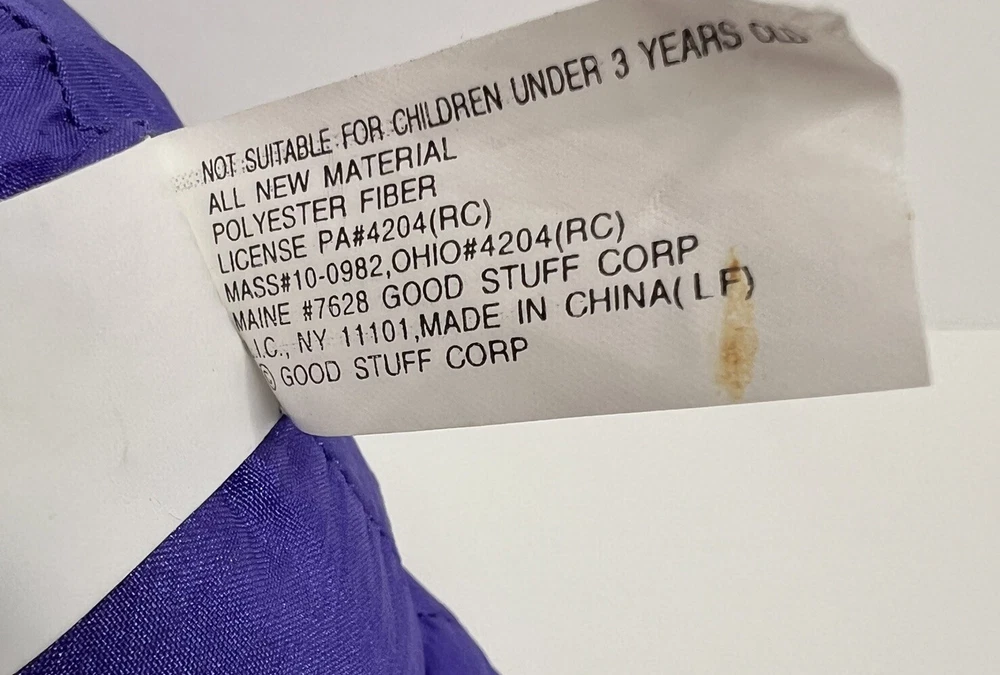 NOT SUITABLE FOR CHILDREN UNDER 3 YEARS OLD
ALL NEW MATERIAL
POLYESTER FIBER
LICENSE PA#4204(RC)
MASS#10-0982,OHIO#4204(RC)
MAINE #7628 GOOD STUFF CORP
.I.C., NY 11101,MADE IN CHINA(LF)
© GOOD STUFF CORP